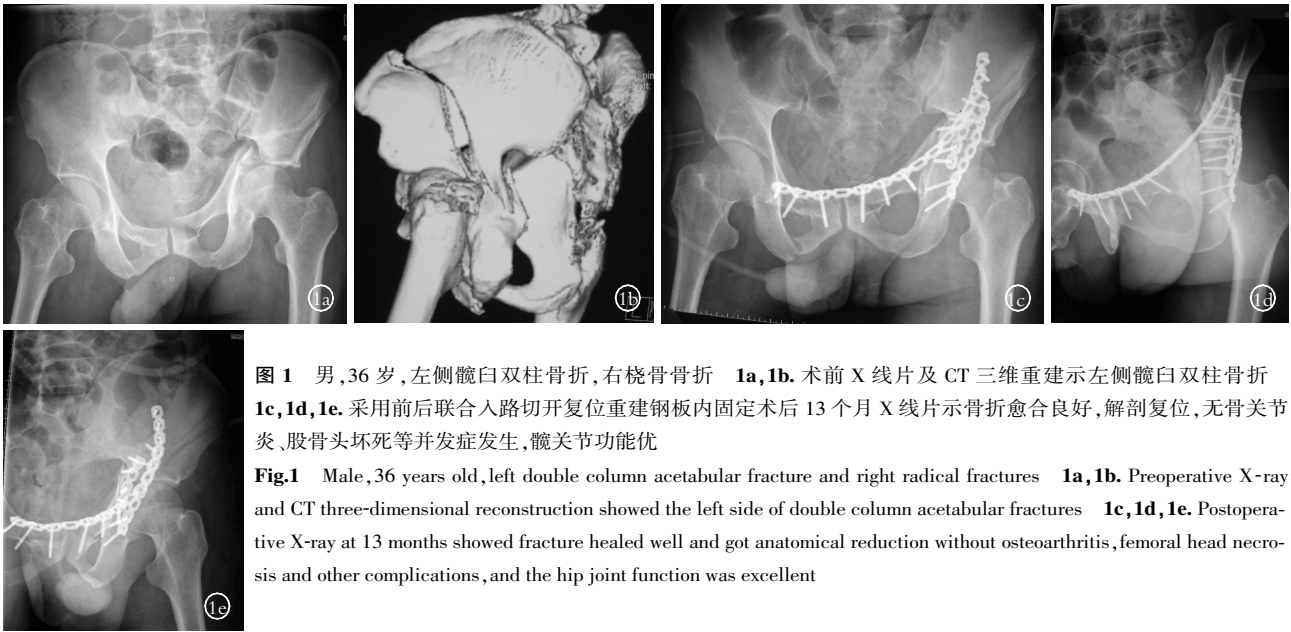 1a
1b
1c
1d
1e
图 1 男,36 岁,左侧髋臼双柱骨折,右桡骨骨折 1a,1b. 术前 X 线片及 CT 三维重建示左侧髋臼双柱骨折
1c,1d,1e. 采用前后联合入路切开复位重建钢板内固定术后 13 个月 X 线片示骨折愈合良好,解剖复位,无骨关节
炎、股骨头坏死等并发症发生,髋关节功能优
Fig.1 Male,36 years old,left double column acetabular fracture and right radical fractures 1a,1b. Preoperative X-ray
and CT three-dimensional reconstruction showed the left side of double column acetabular fractures 1c,1d,1e. Postopera-
tive X-ray at 13 months showed fracture healed well and got anatomical reduction without osteoarthritis,femoral head necro-
sis and other complications,and the hip joint function was excellent